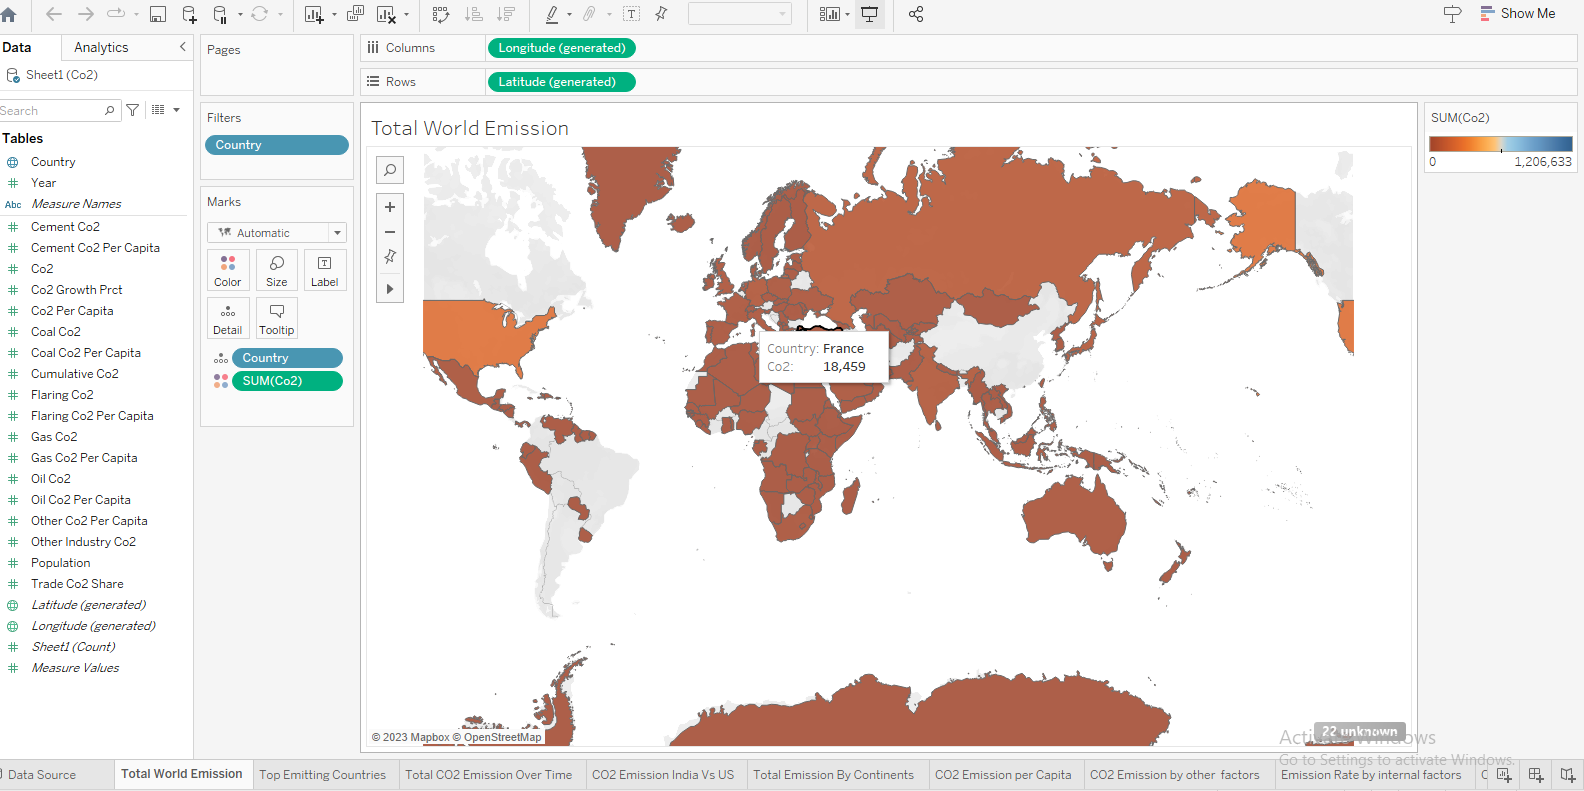 Show Me
Data
Analytics
Sheet1 (Co2)
Search
Tables
Country
Year
Abc
Measure Names
Cement Co2
Cement Co2 Per Capita
Co2
Co2 Growth Prct
Co2 Per Capita
Coal Co2
Coal Co2 Per Capita
Cumulative Co2
Flaring Co2
Flaring Co2 Per Capita
Gas Co2
Gas Co2 Per Capita
Oil Co2
Oil Co2 Per Capita
Other Co2 Per Capita
Other Industry Co2
Population
Trade Co2 Share
Latitude (generated)
Longitude (generated)
Sheet1 (Count)
Measure Values
Pages
Filters
Country
Marks
Automatic
Color
Size
Label
Detail
Tooltip
Country
SUM(Co2)
Columns
Longitude (generated)
Rows
Latitude (generated)
Total World Emission
Country: France
Co2: 18,459
© 2023 Mapbox © OpenStreetMap
22 unknown
SUM(Co2)
0
1,206,633
Windows
Go to Settings to activate Windows.
Data Source
Total World Emission
Top Emitting Countries
Total CO2 Emission Over Time
CO2 Emission India Vs US
Total Emission By Continents
CO2 Emission per Capita
CO2 Emission by other factors
Emission Rate by internal factors